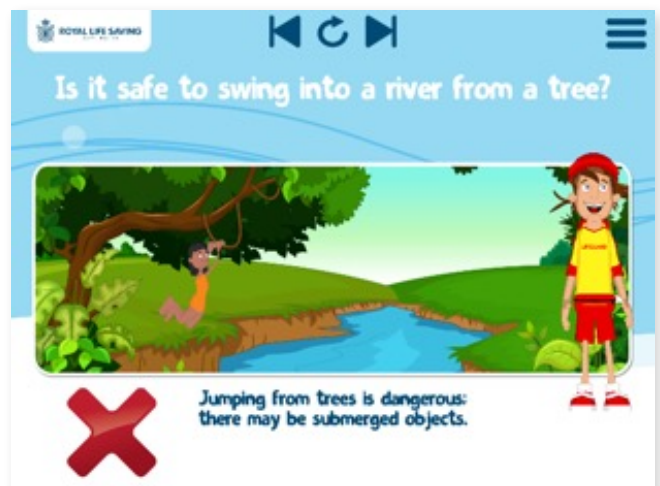 ROYAL LIFE SAVING
Is it safe to swing into a river from a tree?
Jumping from trees is dangerous:
there may be submerged objects.